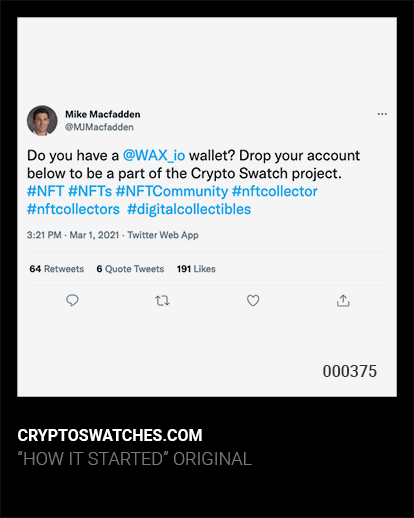 Mike Macfadden
@MJMacfadden
Do you have a @WAX_io wallet? Drop your account
below to be a part of the Crypto Swatch project.
#NFT #NFTs #NFTCommunity #nftcollector
#nftcollectors #digitalcollectibles
3:21 PM · Mar 1, 2021 · Twitter Web App
64 Retweets 6 Quote Tweets 191 Likes
000375
CRYPTOSWATCHES.COM
“HOW IT STARTED” ORIGINAL